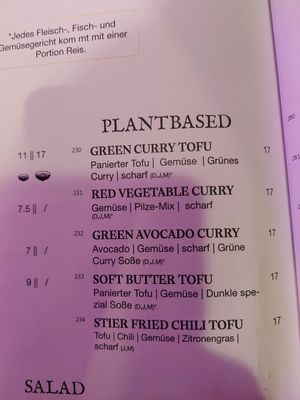 *Jedes Fleisch-, Fisch- und
Gemüsegericht kom mt mit einer
Portion Reis.
PLANTBASED
11 || 17 230 GREEN CURRY TOFU 17
Panierter Tofu | Gemüse | Grünes
Curry | scharf (D,J,M)*
7.5 || / 231 RED VEGETABLE CURRY 17
Gemüse | Pilze-Mix | scharf
(D,J,M)*
7 || / 232 GREEN AVOCADO CURRY 17
Avocado | Gemüse | scharf | Grüne
Curry Soße (D,J,M)*
9 || / 233 SOFT BUTTER TOFU 17
Panierter Tofu | Gemüse | Dunkle spe-
zial Soße (D,J,M)*
234 STIER FRIED CHILI TOFU 17
Tofu | Chili | Gemüse | Zitronengras |
scharf (J,M)
SALAD
280
281